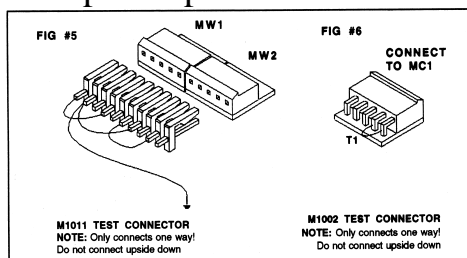 FIG #5
MW1
MW2
FIG #6
CONNECT
TO MC1
T1
M1011 TEST CONNECTOR
NOTE: Only connects one way!
Do not connect upside down
M1002 TEST CONNECTOR
NOTE: Only connects one way!
Do not connect upside down